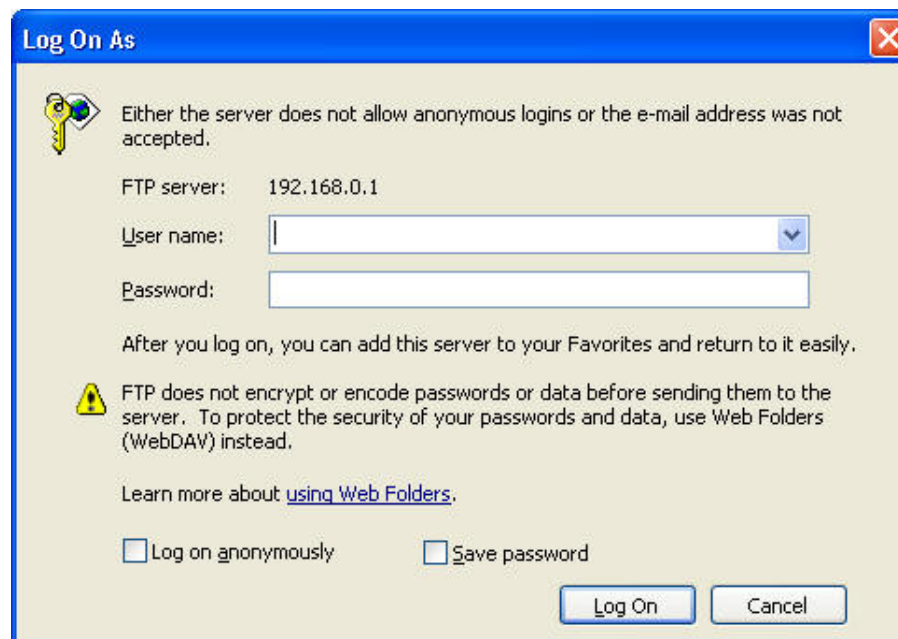 Log On As
Either the server does not allow anonymous logins or the e-mail address was not
accepted.
FTP server: 192.168.0.1
User name:
Password:
After you log on, you can add this server to your Favorites and return to it easily.
FTP does not encrypt or encode passwords or data before sending them to the
server. To protect the security of your passwords and data, use Web Folders
(WebDAV) instead.
Learn more about using Web Folders.
Log on anonymously Save password
Log On Cancel